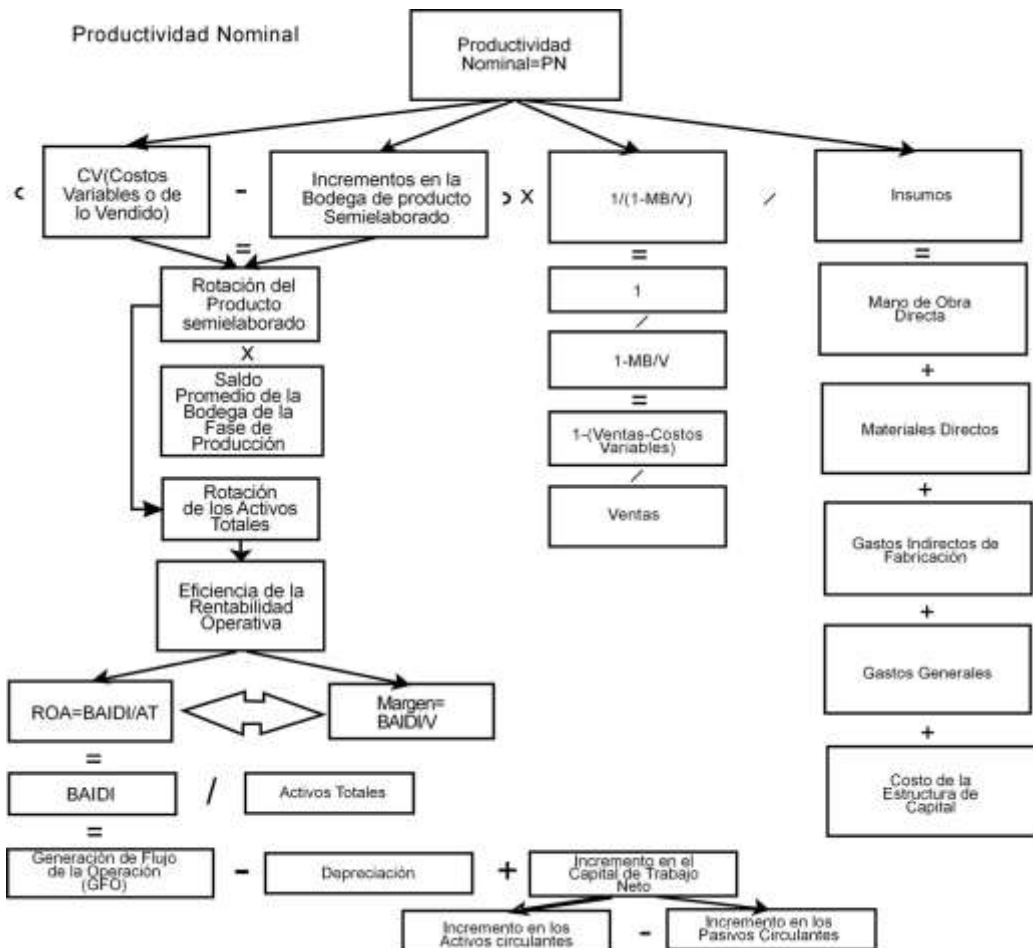 Productividad Nominal
Productividad
Nominal=PN
CV(Costos
Variables o de
lo Vendido)
-
Incrementos en la
Bodega de producto
Semielaborado
x
1/(1-MB/V)
/
Insumos
=
Rotación del
Producto
semielaborado
x
Saldo
Promedio de la
Bodega de la
Fase de
Producción
Rotación
de los Activos
Totales
Eficiencia de la
Rentabilidad
Operativa
ROA=BAIDI/AT
Margen=
BAIDI/V
=
BAIDI
/
Activos Totales
=
Generación de Flujo
de la Operación
(GFO)
-
Depreciación
+
Incremento en el
Capital de Trabajo
Neto
Incremento en los
Activos circulantes
-
Incremento en los
Pasivos Circulantes
=
1
/
1-MB/V
=
1-(Ventas-Costos
Variables)
/
Ventas
=
Mano de Obra
Directa
+
Materiales Directos
+
Gastos Indirectos de
Fabricación
+
Gastos Generales
+
Costo de la
Estructura de
Capital